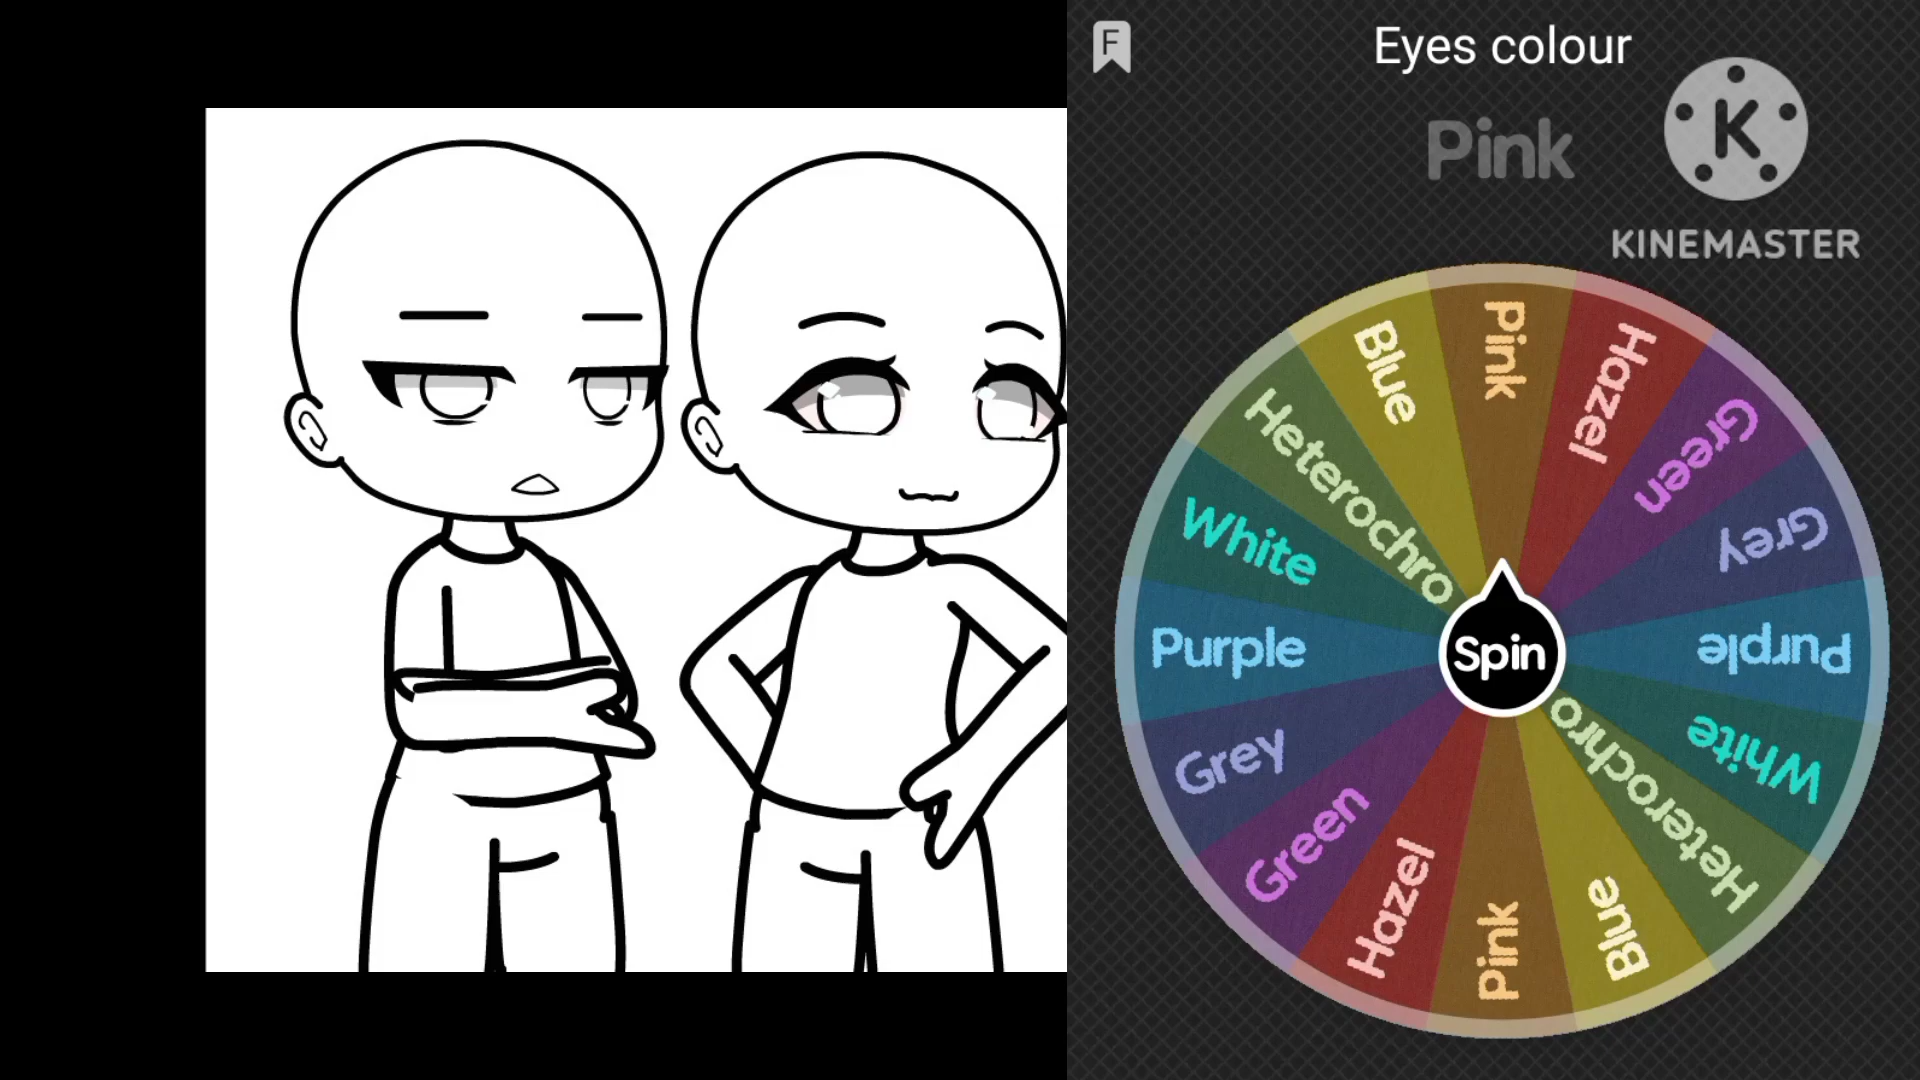 F
Eyes colour
Pink
K
KINEMASTER
Pink
Hazel
Green
Grey
Purple
White
Heterochro
Blue
Pink
Hazel
Green
Grey
Purple
White
Heterochro
Blue
Spin